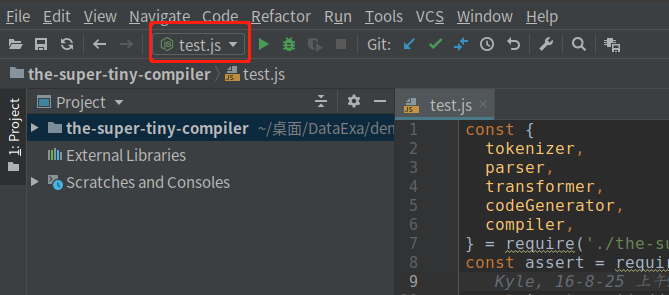 File Edit View Navigate Code Refactor Run Tools VCS Window Help
test.js Git:
the-super-tiny-compiler test.js
1: Project
Project
the-super-tiny-compiler ~/桌面/DataExa/den
External Libraries
Scratches and Consoles
test.js
1 const {
2 tokenizer,
3 parser,
4 transformer,
5 codeGenerator,
6 compiler,
7 } = require('./the-su
8 const assert = requir
9 Kyle, 16-8-25 上午